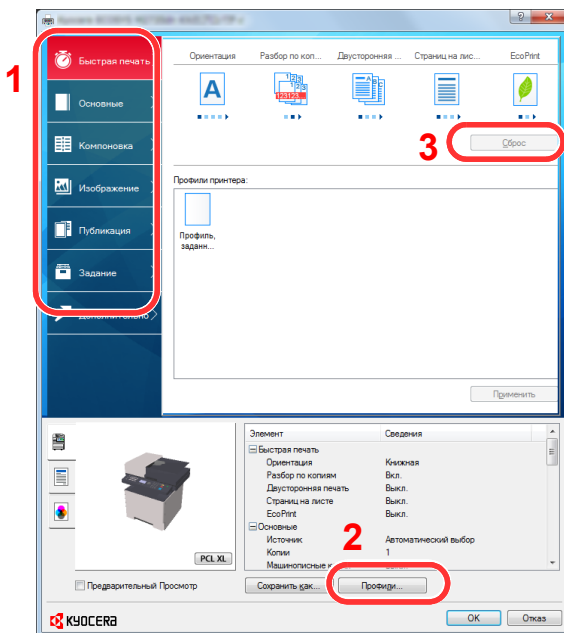 1
Быстрая печать
Основные
Компоновка
Изображение
Публикация
Задание
Дополнительно
Ориентация
Разбор по коп...
Двусторонняя ...
Страниц на лис...
EcoPrint
A
123123
3
Сброс
Профили принтера:
Профиль,
заданн...
Применить
Элемент
Сведения
Быстрая печать
Ориентация
Книжная
Разбор по копиям
Вкл.
Двусторонняя печать
Выкл.
Страниц на листе
Выкл.
EcoPrint
Выкл.
Основные
Источник
Автоматический выбор
Копии
1
2
PCL XL
Предварительный Просмотр
Сохранить как...
Профили...
KYOCERA
OK
Отказ